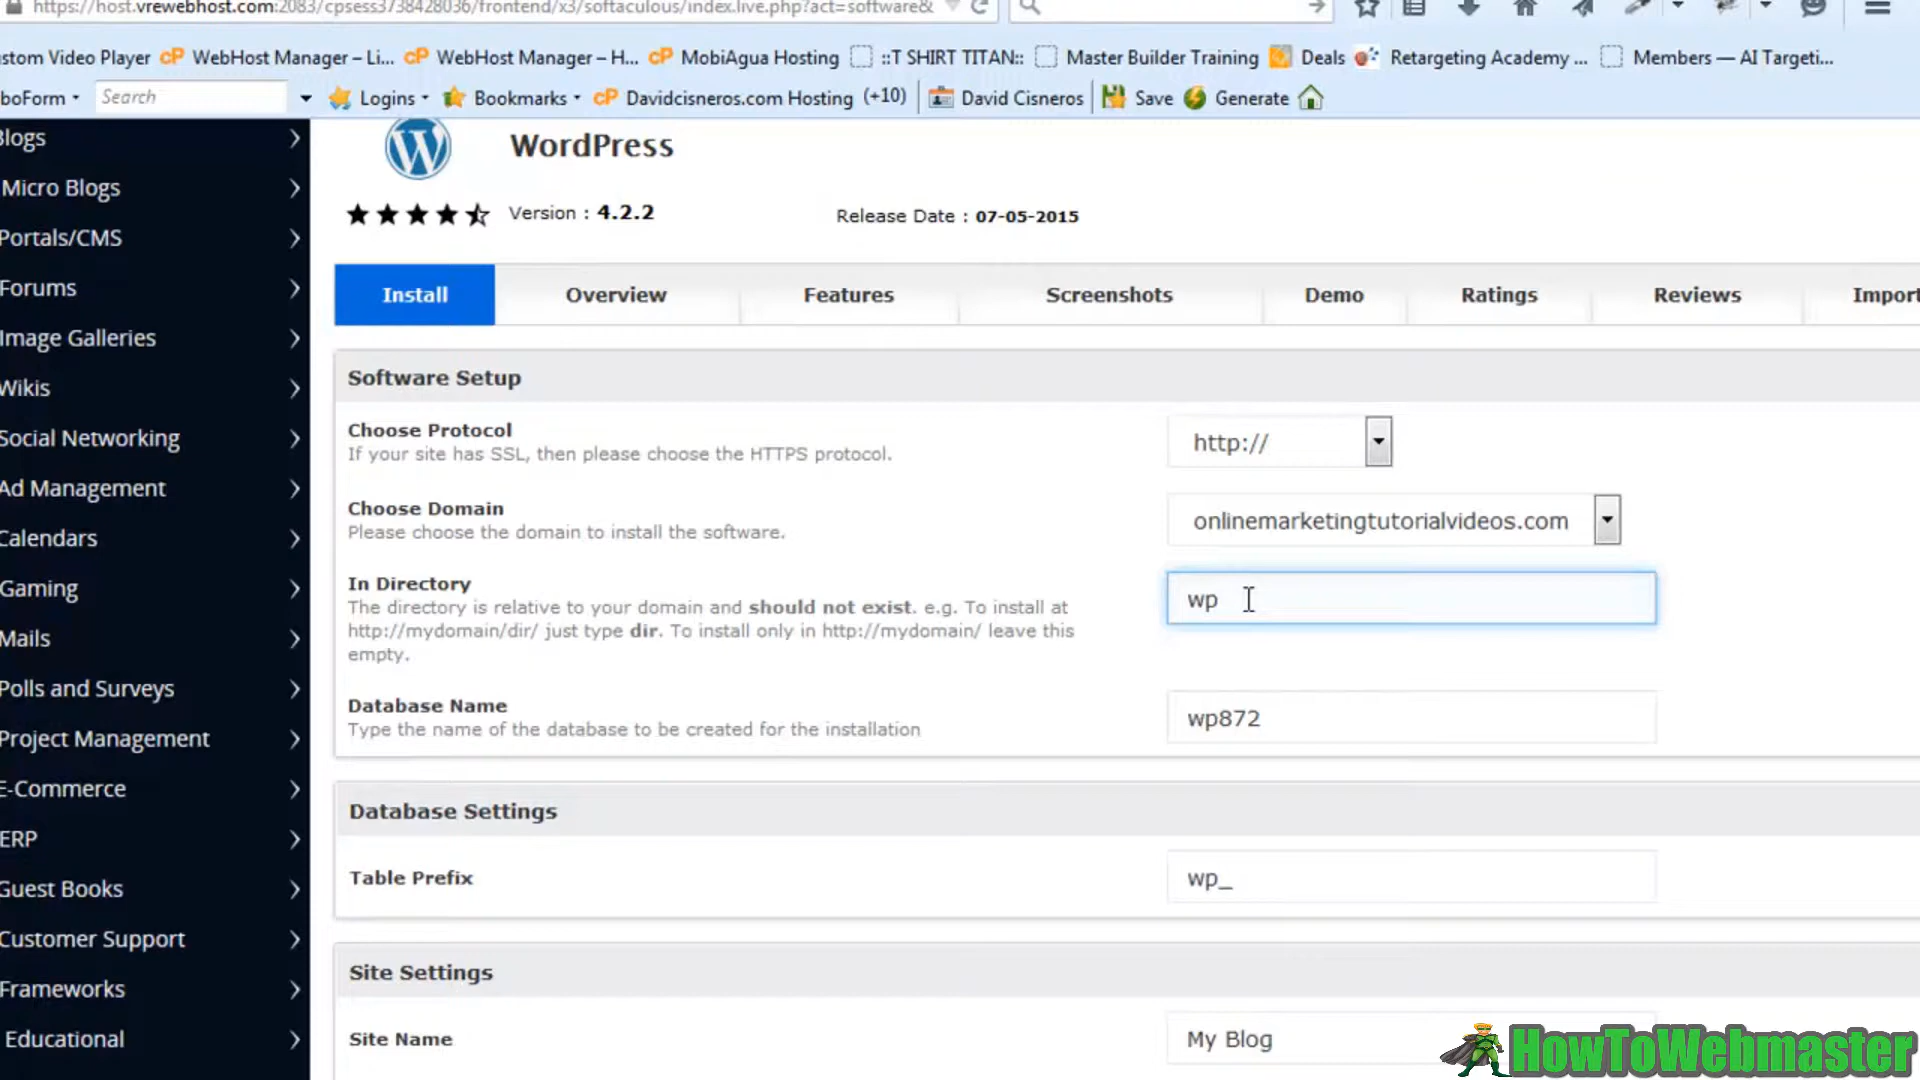 https://host.vrewebhost.com:2083/cpsess3738428036/frontend/x3/softaculous/index.live.php?act=software&
stom Video Player cP WebHost Manager – Li... cP WebHost Manager – H... cP MobiAgua Hosting ::T SHIRT TITAN:: Master Builder Training Deals Retargeting Academy ... Members — AI Targeti...
boForm Search Logins Bookmarks cP Davidcisneros.com Hosting (+10) David Cisneros Save Generate
Blogs
Micro Blogs
Portals/CMS
Forums
Image Galleries
Wikis
Social Networking
Ad Management
Calendars
Gaming
Mails
Polls and Surveys
Project Management
E-Commerce
ERP
Guest Books
Customer Support
Frameworks
Educational
W WordPress
Version : 4.2.2 Release Date : 07-05-2015
Install Overview Features Screenshots Demo Ratings Reviews Import
Software Setup
Choose Protocol
If your site has SSL, then please choose the HTTPS protocol.
http://
Choose Domain
Please choose the domain to install the software.
onlinemarketingtutorialvideos.com
In Directory
The directory is relative to your domain and should not exist. e.g. To install at
http://mydomain/dir/ just type dir. To install only in http://mydomain/ leave this
empty.
wp
Database Name
Type the name of the database to be created for the installation
wp872
Database Settings
Table Prefix wp_
Site Settings
Site Name My Blog
HowToWebmaster